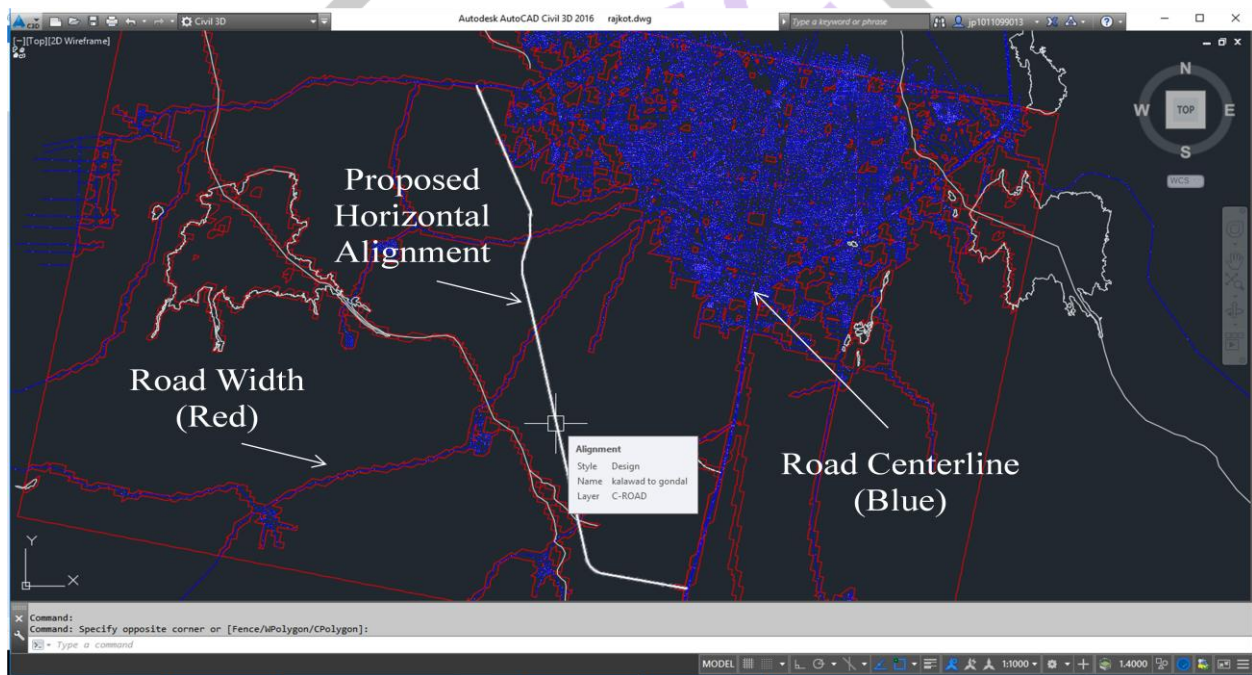 Civil 3D
Autodesk AutoCAD Civil 3D 2016 rajkot.dwg
Type a keyword or phrase
jp1011099013
[−][Top][2D Wireframe]
N
W
TOP
E
S
WCS
Proposed
Horizontal
Alignment
Road Width
(Red)
Alignment
Style Design
Name kalawad to gondal
Layer C-ROAD
Road Centerline
(Blue)
Y
X
Command:
Command: Specify opposite corner or [Fence/WPolygon/CPolygon]:
Type a command
MODEL
1:1000
1.4000